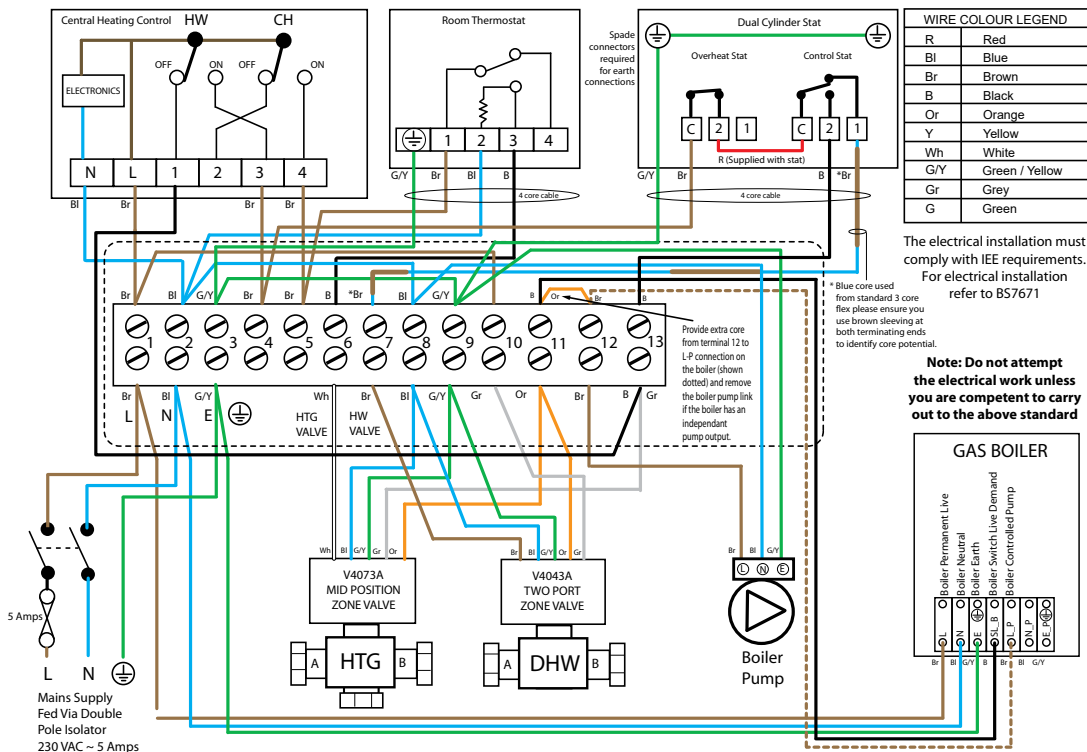 Central Heating Control
HW
CH
OFF
ON
OFF
ON
ELECTRONICS
N
L
1
2
3
4
Bl
Br
B
Br
Br
Room Thermostat
1
2
3
4
G/Y
Br
Bl
B
4 core cable
Spade
connectors
required
for earth
connections
Dual Cylinder Stat
Overheat Stat
Control Stat
C
2
1
C
2
1
R (Supplied with stat)
G/Y
Br
B
*Br
4 core cable
WIRE COLOUR LEGEND
R Red
Bl Blue
Br Brown
B Black
Or Orange
Y Yellow
Wh White
G/Y Green / Yellow
Gr Grey
G Green
The electrical installation must
comply with IEE requirements.
For electrical installation
refer to BS7671
* Blue core used
from standard 3 core
flex please ensure you
use brown sleeving at
both terminating ends
to identify core potential.
Note: Do not attempt
the electrical work unless
you are competent to carry
out to the above standard
Br
Bl
G/Y
Br
Br
B
*Br
Bl
G/Y
B
Or
Br
B
1
2
3
4
5
6
7
8
9
10
11
12
13
Provide extra core
from terminal 12 to
L-P connection on
the boiler (shown
dotted) and remove
the boiler pump link
if the boiler has an
independant
pump output.
Br
Bl
G/Y
Wh
Br
Bl
G/Y
Gr
Or
Br
B
Gr
L
N
E
HTG
VALVE
HW
VALVE
5 Amps
L
N
Mains Supply
Fed Via Double
Pole Isolator
230 VAC ~ 5 Amps
Wh
Bl
G/Y
Gr
Or
V4073A
MID POSITION
ZONE VALVE
A
HTG
B
Br
Bl
G/Y
Or
Gr
V4043A
TWO PORT
ZONE VALVE
A
DHW
B
Br
Bl
G/Y
L
N
E
Boiler
Pump
GAS BOILER
Boiler Permanent Live
Boiler Neutral
Boiler Earth
Boiler Switch Live Demand
Boiler Controlled Pump
L
N
E
SL_B
L_P
N_P
E_P
Br
Bl
G/Y
B
Br
Bl
G/Y